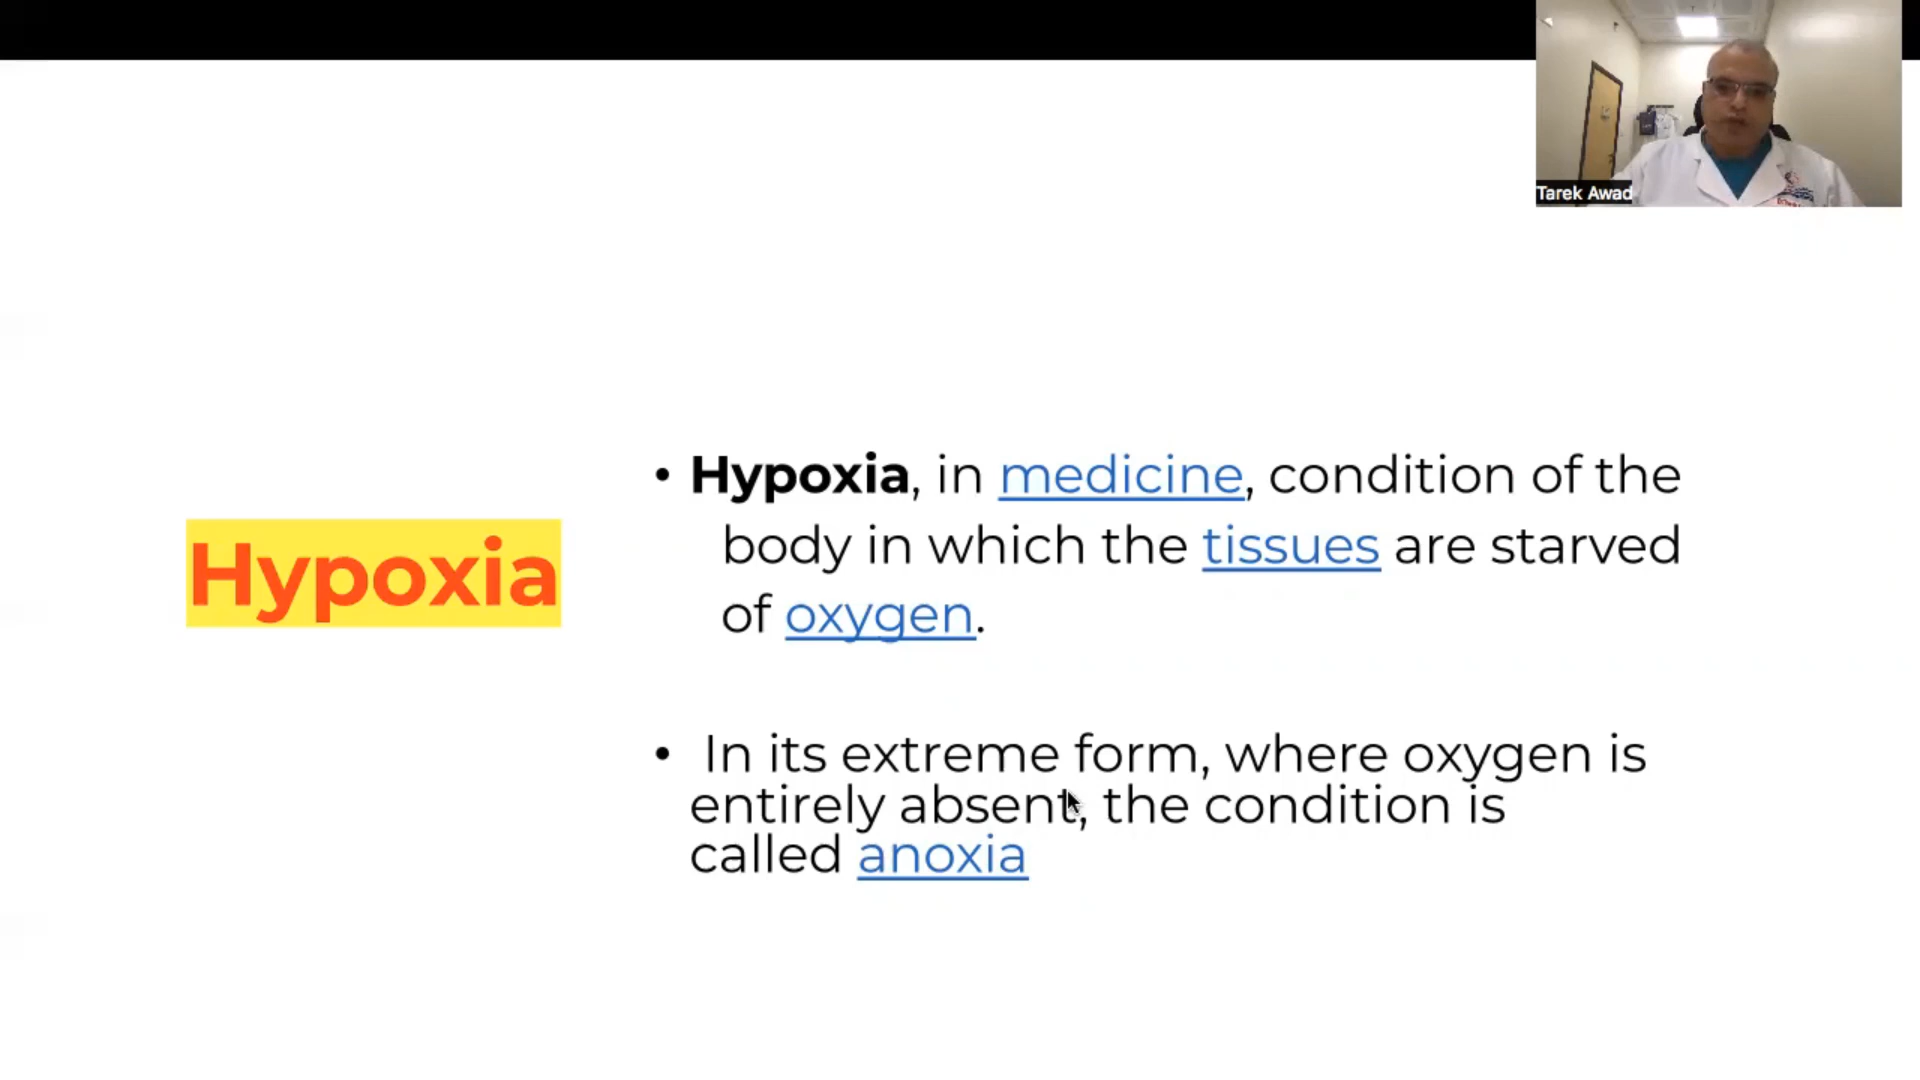 Tarek Awad
Hypoxia
• Hypoxia, in medicine, condition of the
body in which the tissues are starved
of oxygen.
• In its extreme form, where oxygen is
entirely absent, the condition is
called anoxia